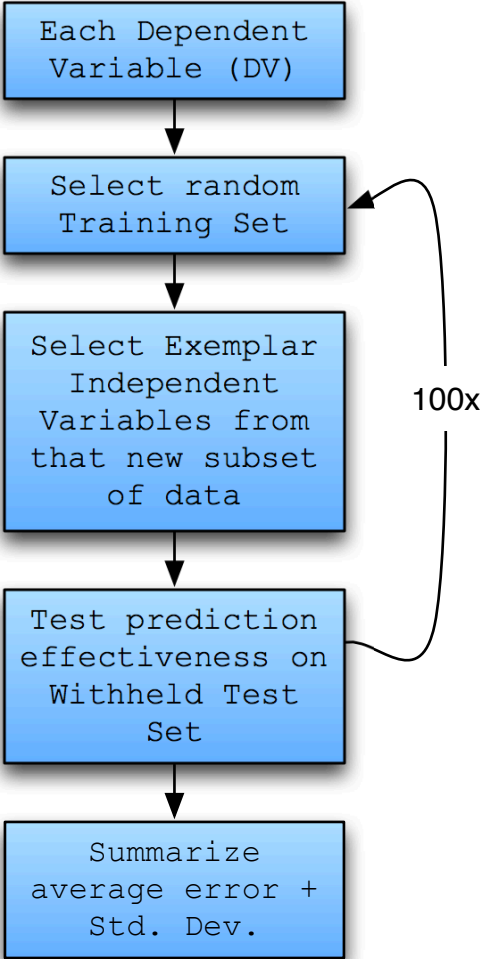 Each Dependent
Variable (DV)
Select random
Training Set
Select Exemplar
Independent
Variables from
that new subset
of data
100x
Test prediction
effectiveness on
Withheld Test
Set
Summarize
average error +
Std. Dev.